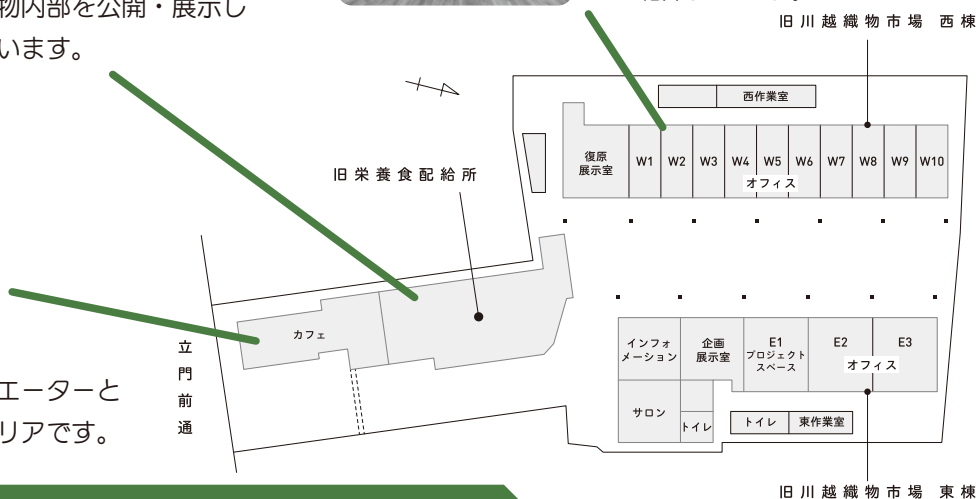 物内部を公開・展示し
います。
旧川越織物市場 西棟
西作業室
復原
展示室
W1
W2
W3
W4
W5
W6
W7
W8
W9
W10
オフィス
旧栄養食配給所
カフェ
立門前通
インフォ
メーション
企画
展示室
E1
プロジェクト
スペース
E2
E3
オフィス
サロン
トイレ
トイレ
東作業室
エーターと
リアです。
旧川越織物市場 東棟